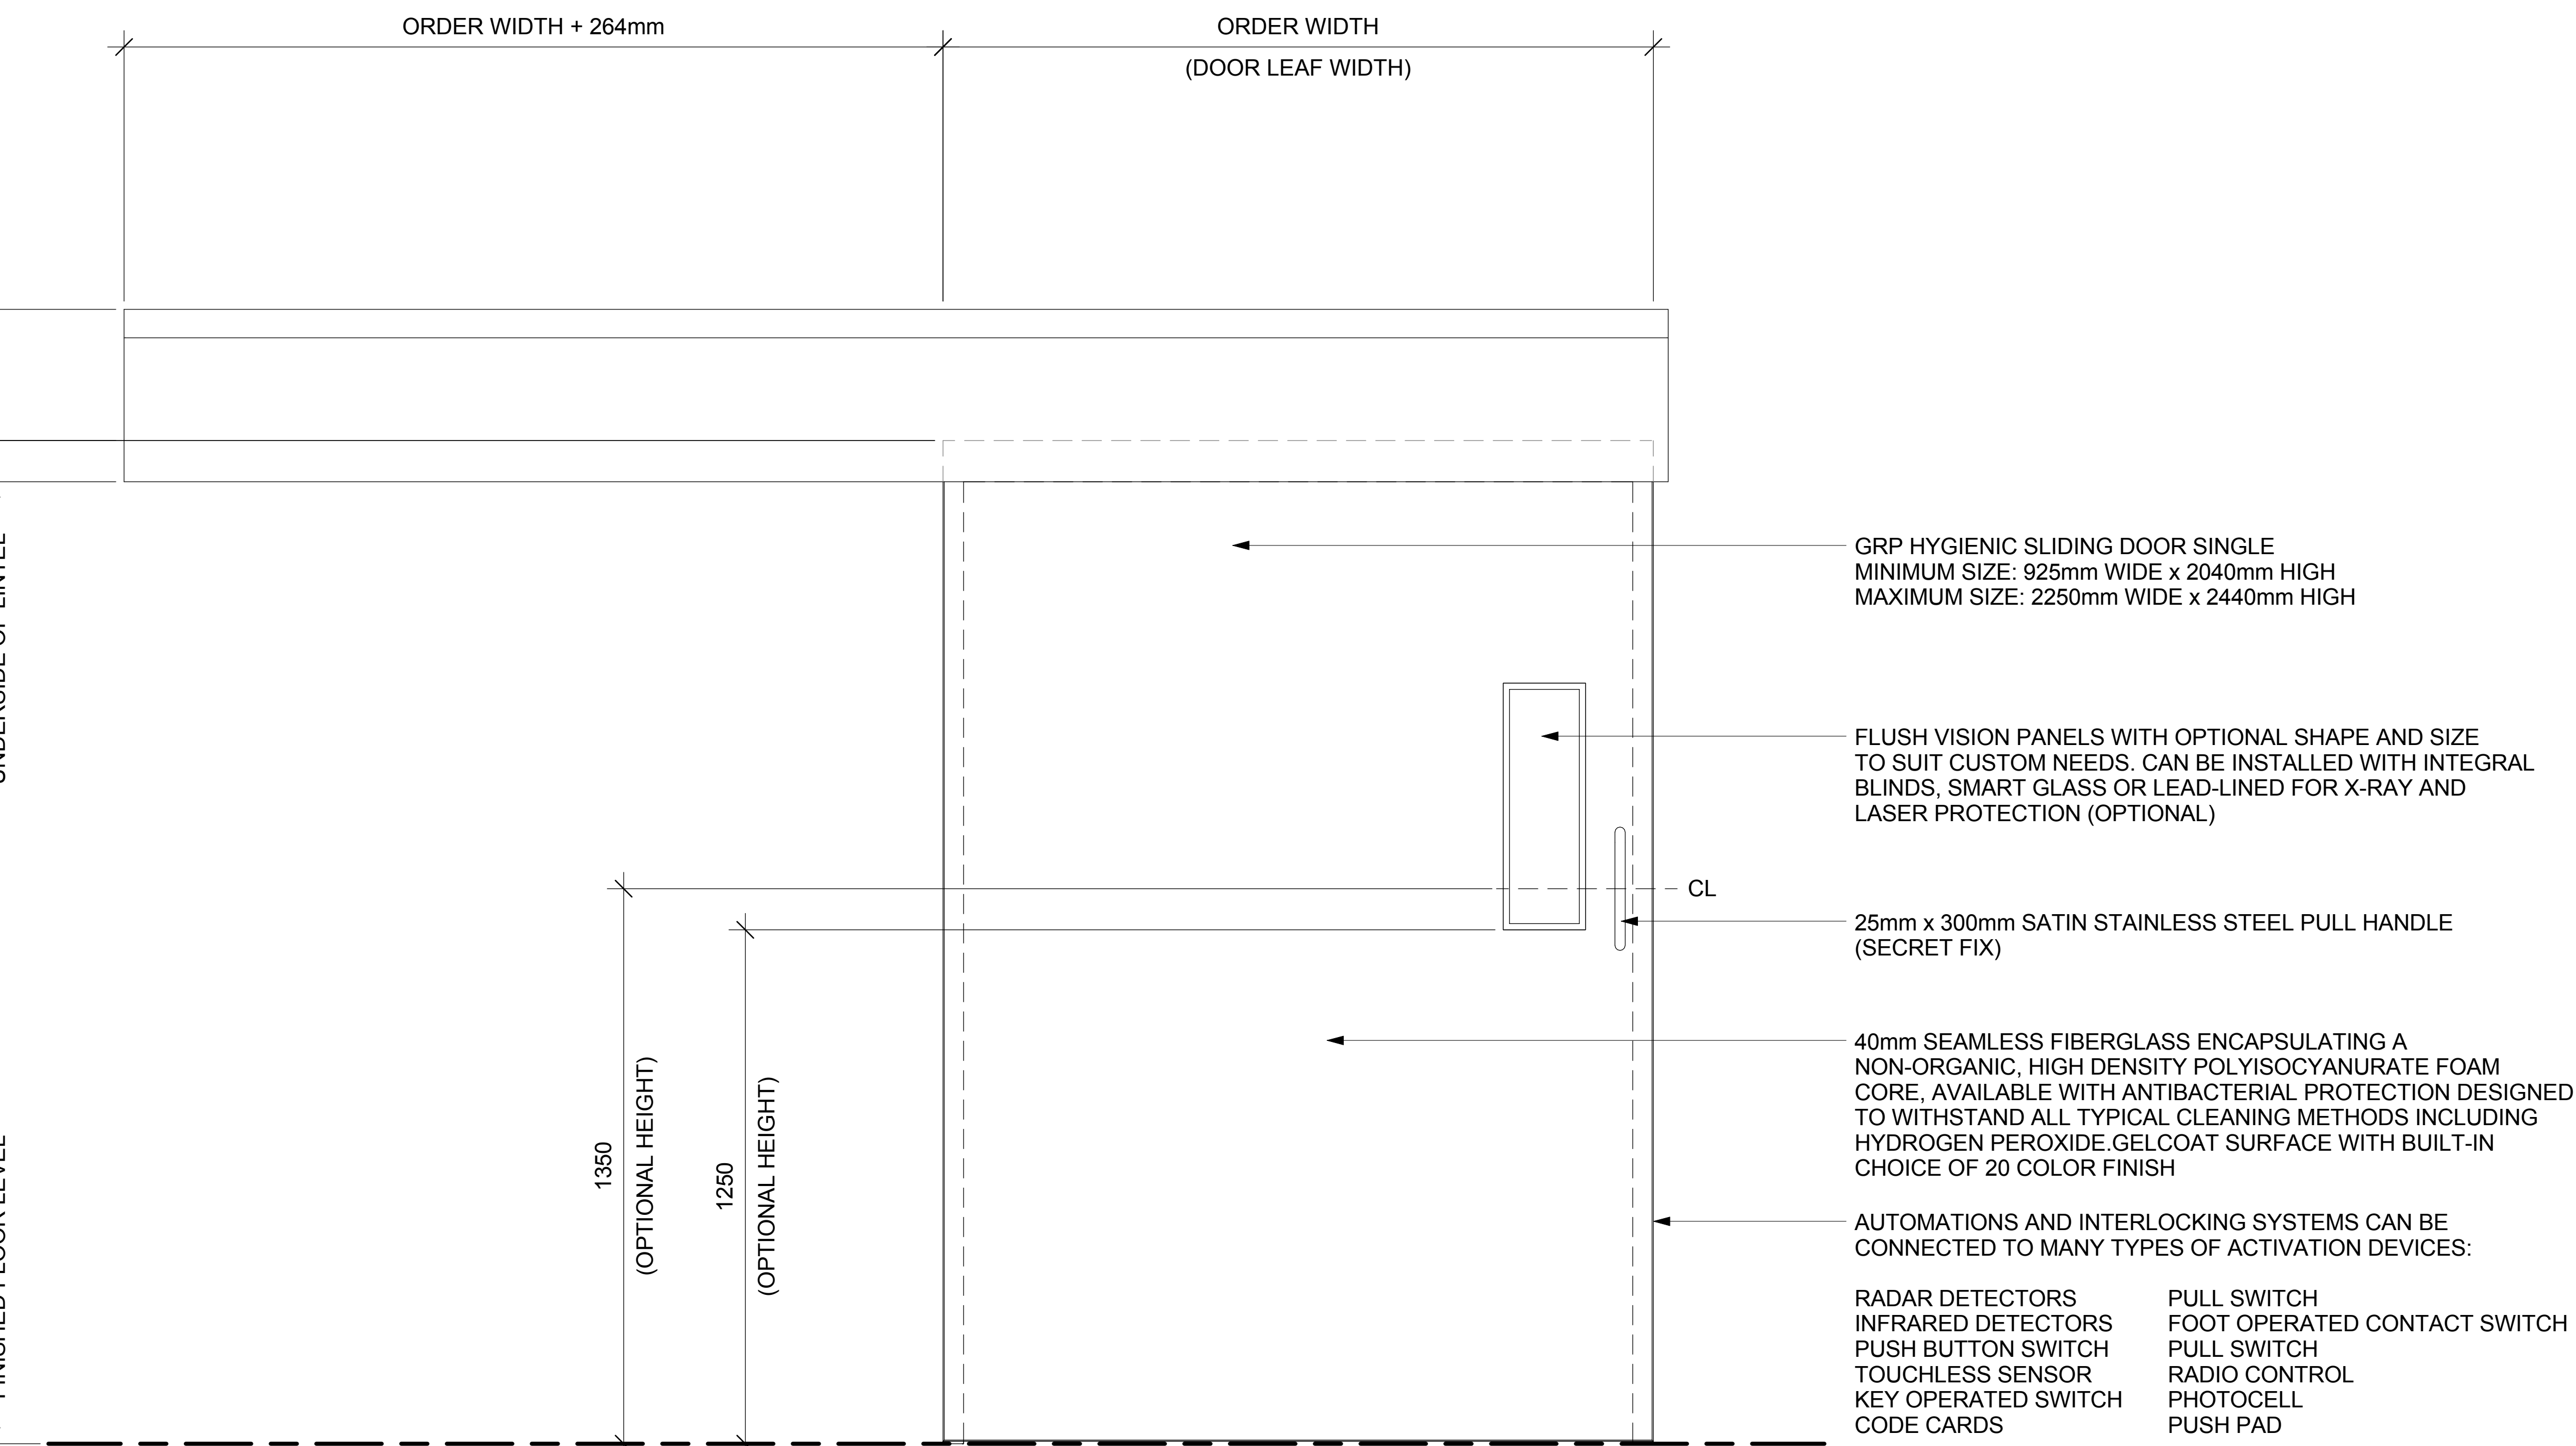 ORDER WIDTH + 264mm
ORDER WIDTH
(DOOR LEAF WIDTH)
GRP HYGIENIC SLIDING DOOR SINGLE
MINIMUM SIZE: 925mm WIDE x 2040mm HIGH
MAXIMUM SIZE: 2250mm WIDE x 2440mm HIGH
FLUSH VISION PANELS WITH OPTIONAL SHAPE AND SIZE
TO SUIT CUSTOM NEEDS. CAN BE INSTALLED WITH INTEGRAL
BLINDS, SMART GLASS OR LEAD-LINED FOR X-RAY AND
LASER PROTECTION (OPTIONAL)
CL
25mm x 300mm SATIN STAINLESS STEEL PULL HANDLE
(SECRET FIX)
40mm SEAMLESS FIBERGLASS ENCAPSULATING A
NON-ORGANIC, HIGH DENSITY POLYISOCYANURATE FOAM
CORE, AVAILABLE WITH ANTIBACTERIAL PROTECTION DESIGNED
TO WITHSTAND ALL TYPICAL CLEANING METHODS INCLUDING
HYDROGEN PEROXIDE.GELCOAT SURFACE WITH BUILT-IN
CHOICE OF 20 COLOR FINISH
1350
(OPTIONAL HEIGHT)
1250
(OPTIONAL HEIGHT)
AUTOMATIONS AND INTERLOCKING SYSTEMS CAN BE
CONNECTED TO MANY TYPES OF ACTIVATION DEVICES:
RADAR DETECTORS
INFRARED DETECTORS
PUSH BUTTON SWITCH
TOUCHLESS SENSOR
KEY OPERATED SWITCH
CODE CARDS
PULL SWITCH
FOOT OPERATED CONTACT SWITCH
PULL SWITCH
RADIO CONTROL
PHOTOCELL
PUSH PAD
UNDERSIDE OF LINTEL
FINISHED FLOOR LEVEL